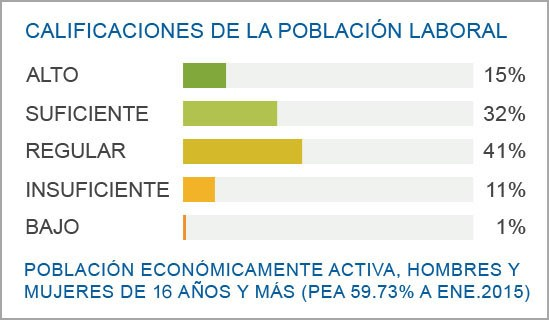 CALIFICACIONES DE LA POBLACIÓN LABORAL
ALTO 15%
SUFICIENTE 32%
REGULAR 41%
INSUFICIENTE 11%
BAJO 1%
POBLACIÓN ECONÓMICAMENTE ACTIVA, HOMBRES Y
MUJERES DE 16 AÑOS Y MÁS (PEA 59.73% A ENE.2015)